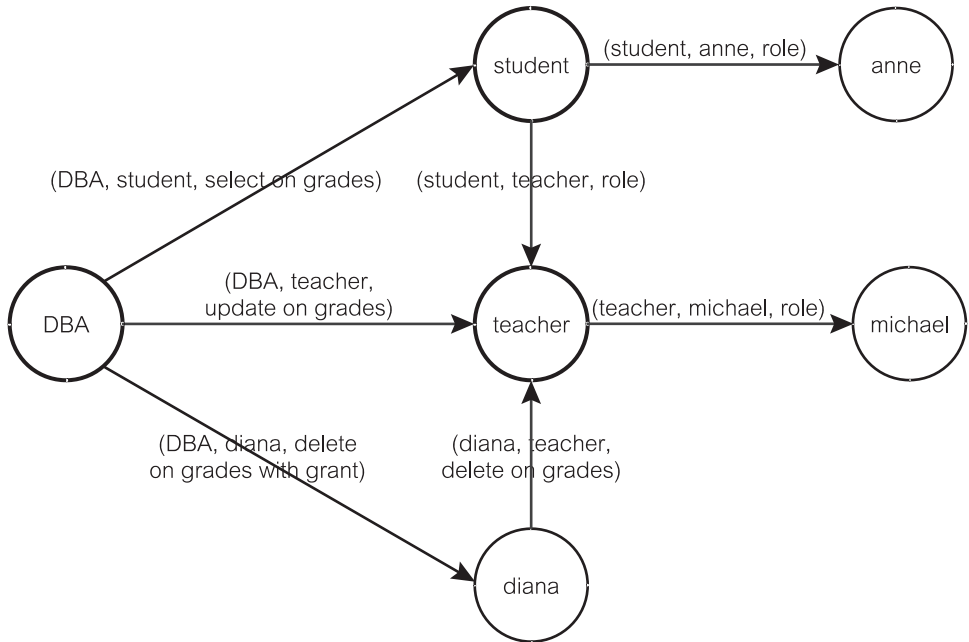 student
(student, anne, role)
anne
(DBA, student, select on grades)
(student, teacher, role)
DBA
(DBA, teacher,
update on grades)
teacher
(teacher, michael, role)
michael
(DBA, diana, delete
on grades with grant)
(diana, teacher,
delete on grades)
diana